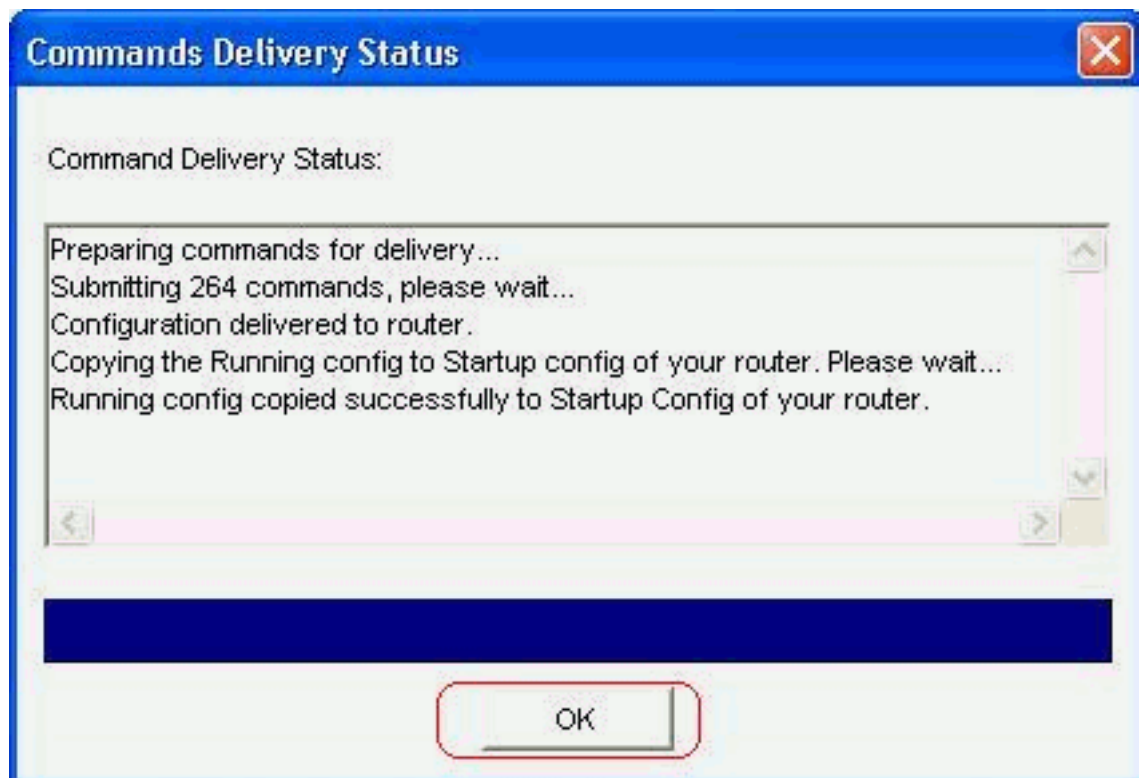 Commands Delivery Status
Command Delivery Status:
Preparing commands for delivery...
Submitting 264 commands, please wait...
Configuration delivered to router.
Copying the Running config to Startup config of your router. Please wait...
Running config copied successfully to Startup Config of your router.
OK